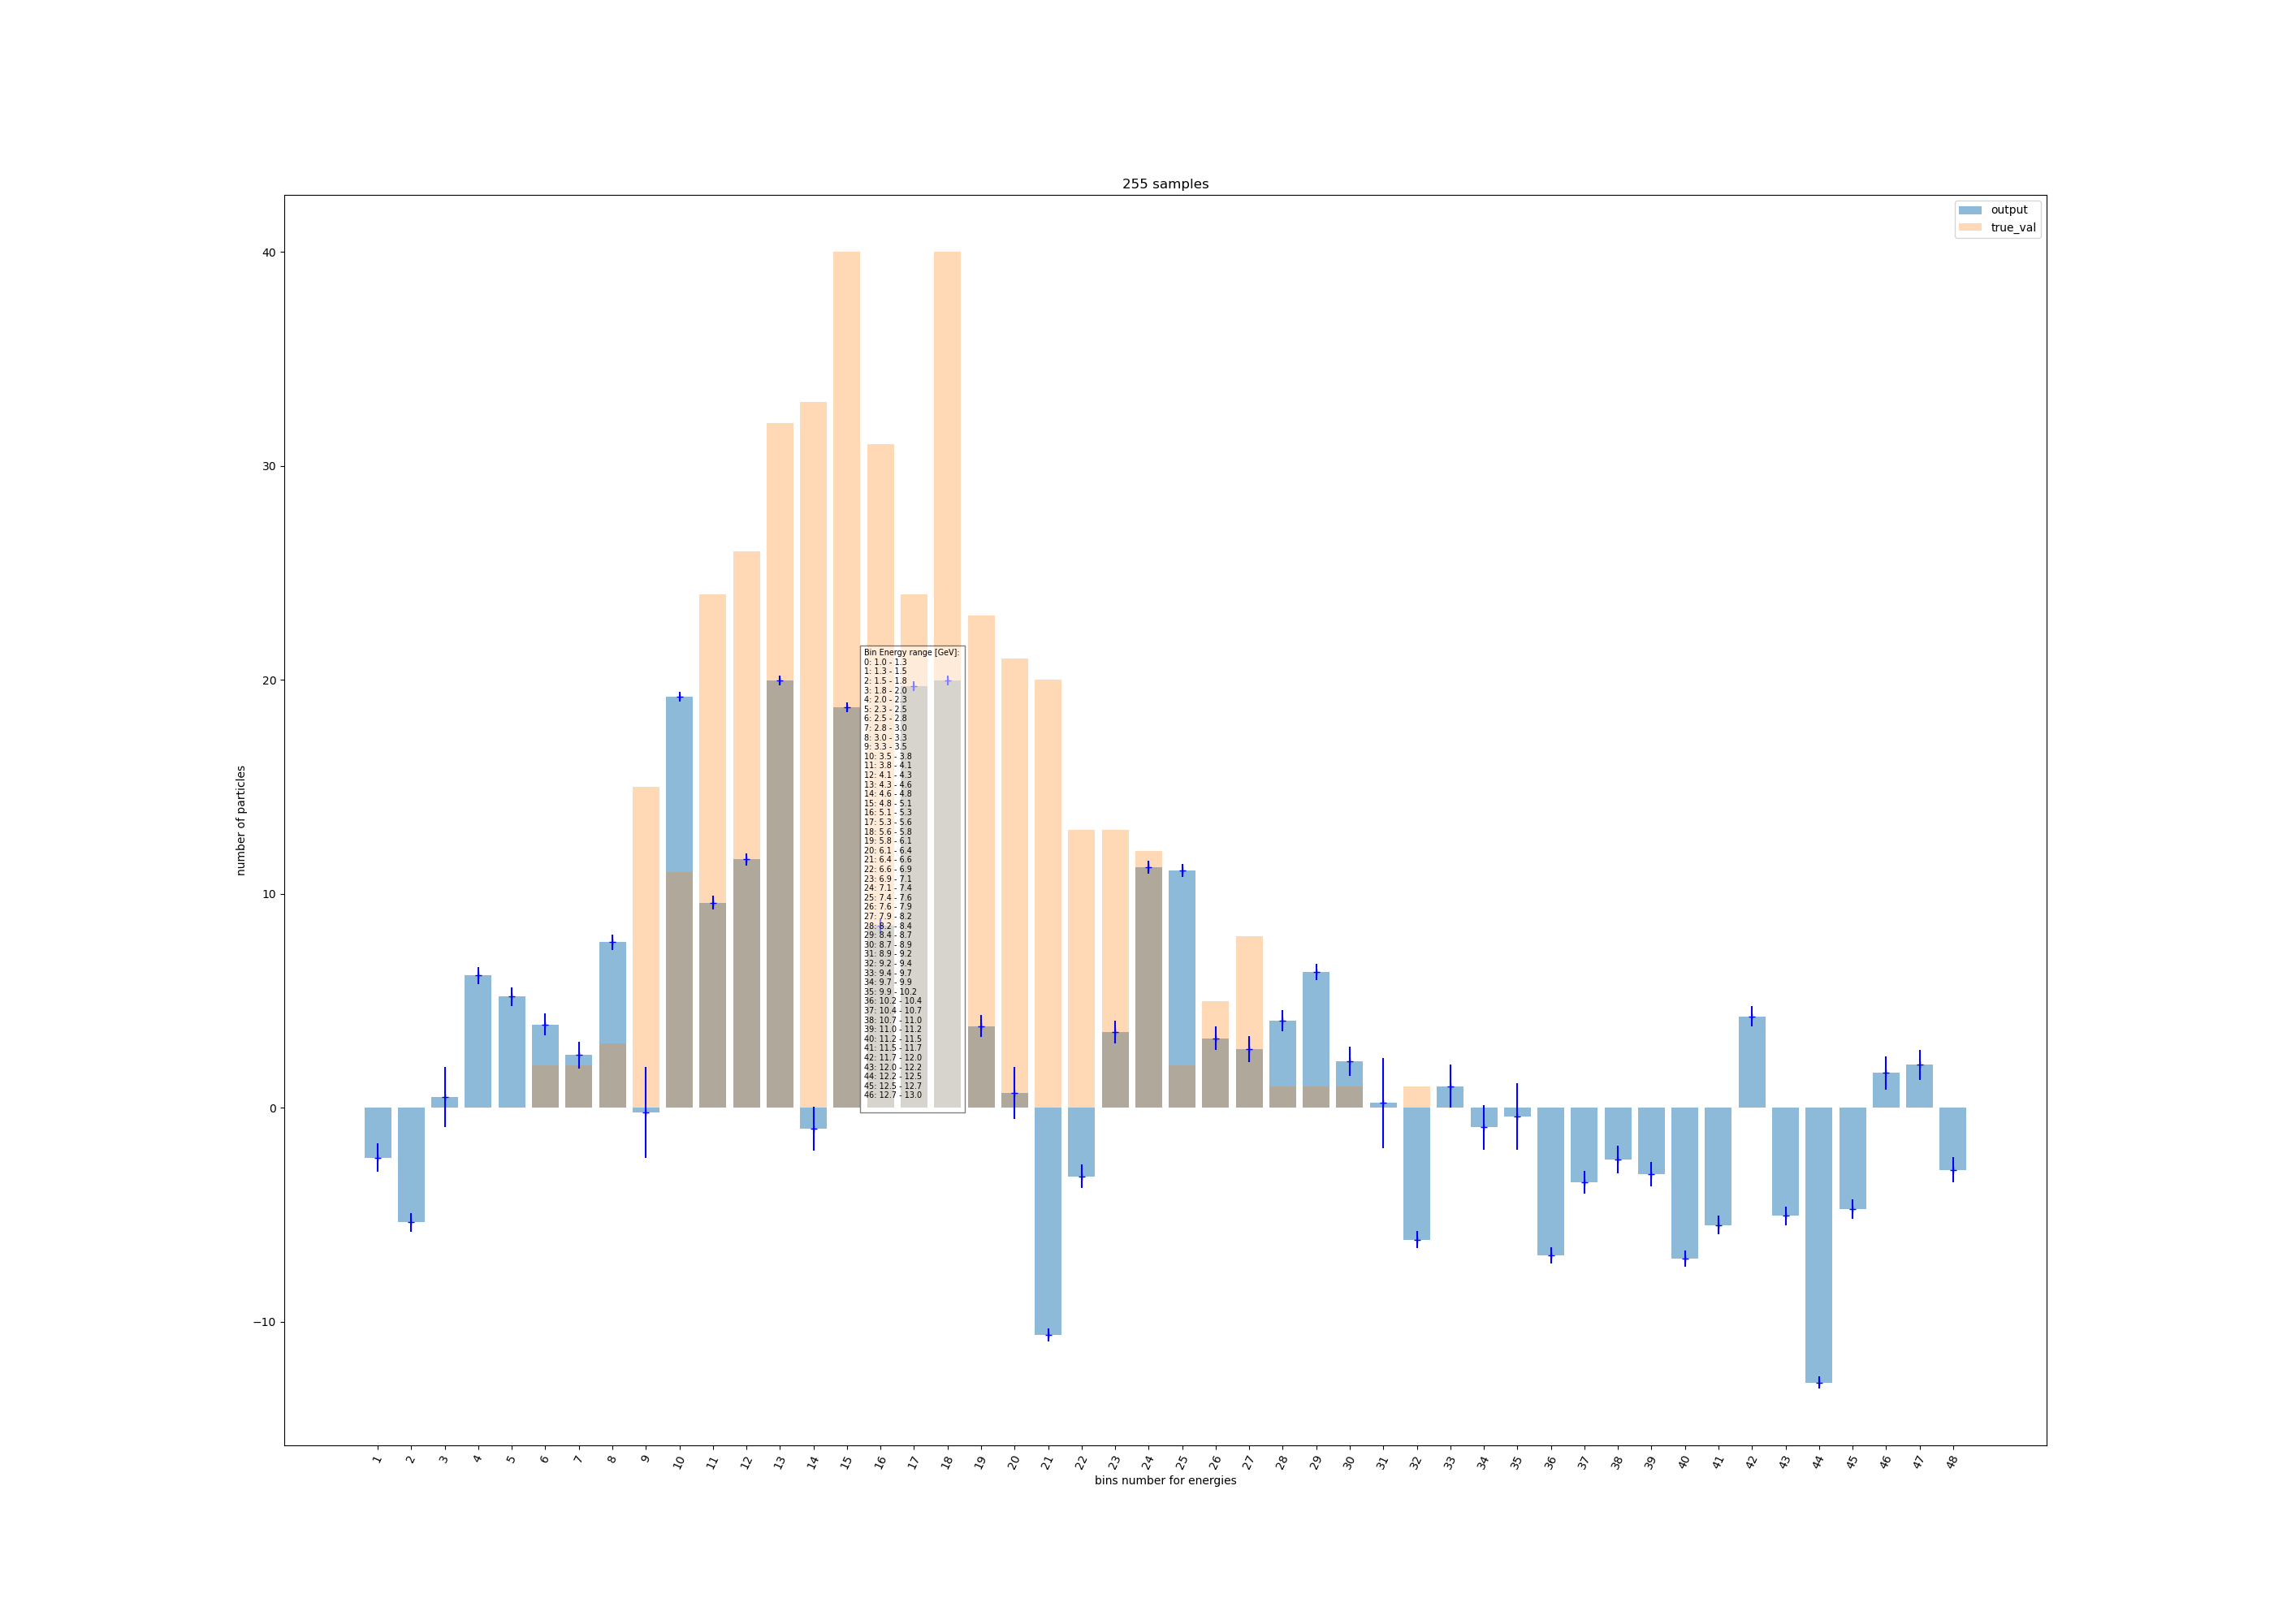 255 samples
output
true_val
40
30
20
10
0
−10
number of particles
Bin Energy range [GeV]:
0: 1.0 - 1.3
1: 1.3 - 1.5
2: 1.5 - 1.8
3: 1.8 - 2.0
4: 2.0 - 2.3
5: 2.3 - 2.5
6: 2.5 - 2.8
7: 2.8 - 3.0
8: 3.0 - 3.3
9: 3.3 - 3.5
10: 3.5 - 3.8
11: 3.8 - 4.1
12: 4.1 - 4.3
13: 4.3 - 4.6
14: 4.6 - 4.8
15: 4.8 - 5.1
16: 5.1 - 5.3
17: 5.3 - 5.6
18: 5.6 - 5.8
19: 5.8 - 6.1
20: 6.1 - 6.4
21: 6.4 - 6.6
22: 6.6 - 6.9
23: 6.9 - 7.1
24: 7.1 - 7.4
25: 7.4 - 7.6
26: 7.6 - 7.9
27: 7.9 - 8.2
28: 8.2 - 8.4
29: 8.4 - 8.7
30: 8.7 - 8.9
31: 8.9 - 9.2
32: 9.2 - 9.4
33: 9.4 - 9.7
34: 9.7 - 9.9
35: 9.9 - 10.2
36: 10.2 - 10.4
37: 10.4 - 10.7
38: 10.7 - 11.0
39: 11.0 - 11.2
40: 11.2 - 11.5
41: 11.5 - 11.7
42: 11.7 - 12.0
43: 12.0 - 12.2
44: 12.2 - 12.5
45: 12.5 - 12.7
46: 12.7 - 13.0
1 2 3 4 5 6 7 8 9 10 11 12 13 14 15 16 17 18 19 20 21 22 23 24 25 26 27 28 29 30 31 32 33 34 35 36 37 38 39 40 41 42 43 44 45 46 47 48
bins number for energies